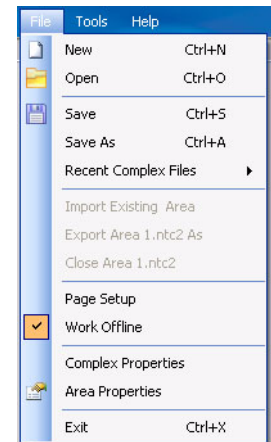 File Tools Help
New Ctrl+N
Open Ctrl+O
Save Ctrl+S
Save As Ctrl+A
Recent Complex Files
Import Existing Area
Export Area 1.ntc2 As
Close Area 1.ntc2
Page Setup
Work Offline
Complex Properties
Area Properties
Exit Ctrl+X